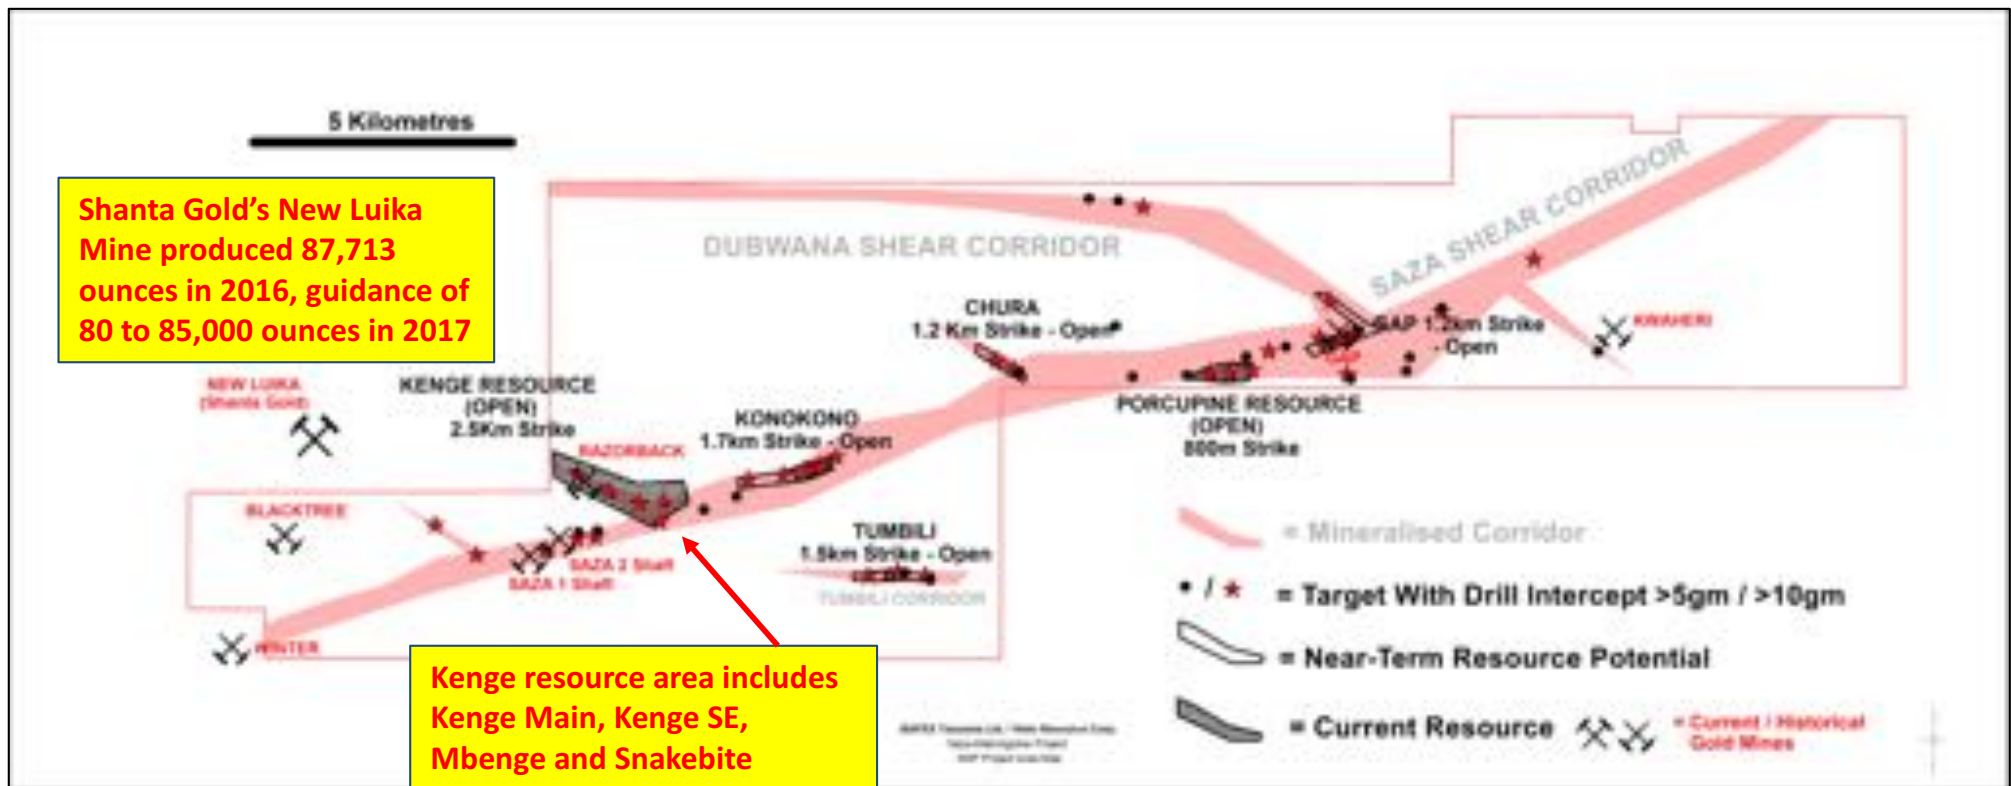 5 Kilometres
Shanta Gold’s New Luika
Mine produced 87,713
ounces in 2016, guidance of
80 to 85,000 ounces in 2017
DUBWANA SHEAR CORRIDOR
SAZA SHEAR CORRIDOR
CHURA
1.2 Km Strike - Open
GAP 1.2km Strike
- Open
KWAHERI
NEW LUIKA
(Shanta Gold)
KENGE RESOURCE
(OPEN)
2.5Km Strike
RAZORBACK
KONOKONO
1.7km Strike - Open
PORCUPINE RESOURCE
(OPEN)
800m Strike
BLACKTREE
SAZA 2 Shaft
SAZA 1 Shaft
TUMBILI
1.5km Strike - Open
TUMBILI CORRIDOR
= Mineralised Corridor
• / ★ = Target With Drill Intercept >5gm / >10gm
= Near-Term Resource Potential
= Current Resource
= Current / Historical
Gold Mines
Kenge resource area includes
Kenge Main, Kenge SE,
Mbenge and Snakebite